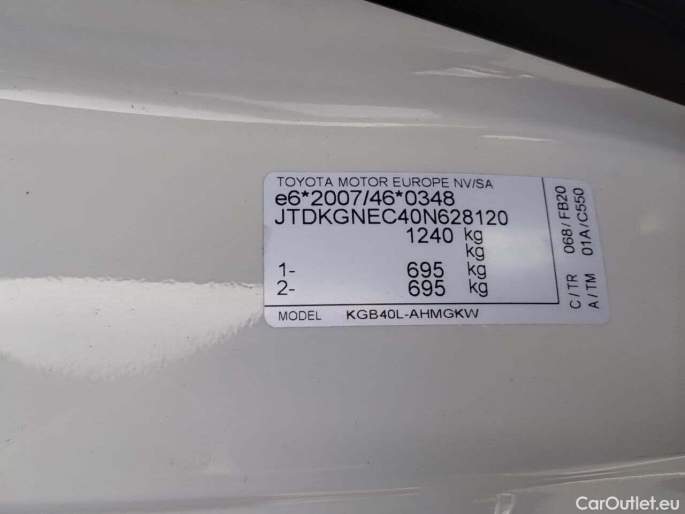 TOYOTA MOTOR EUROPE NV/SA
e6*2007/46*0348
JTDKGNEC40N628120
1240 kg
kg
1- 695 kg
2- 695 kg
MODEL KGB40L-AHMGKW
C/TR 068/FB20
A/TM 01A/C550
CarOutlet.eu